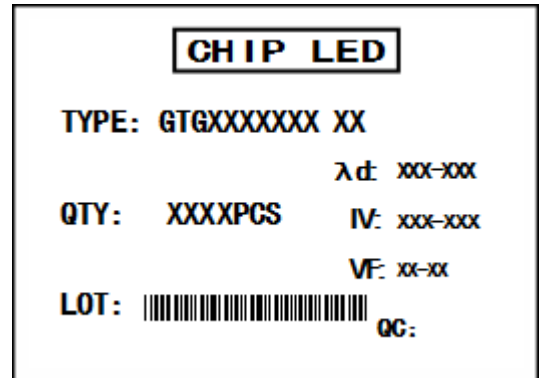 CHIP LED
TYPE: GTGXXXXXXX XX
λd: XXX-XXX
QTY: XXXXPCS
IV: XXX-XXX
VF: XX-XX
LOT:
QC: